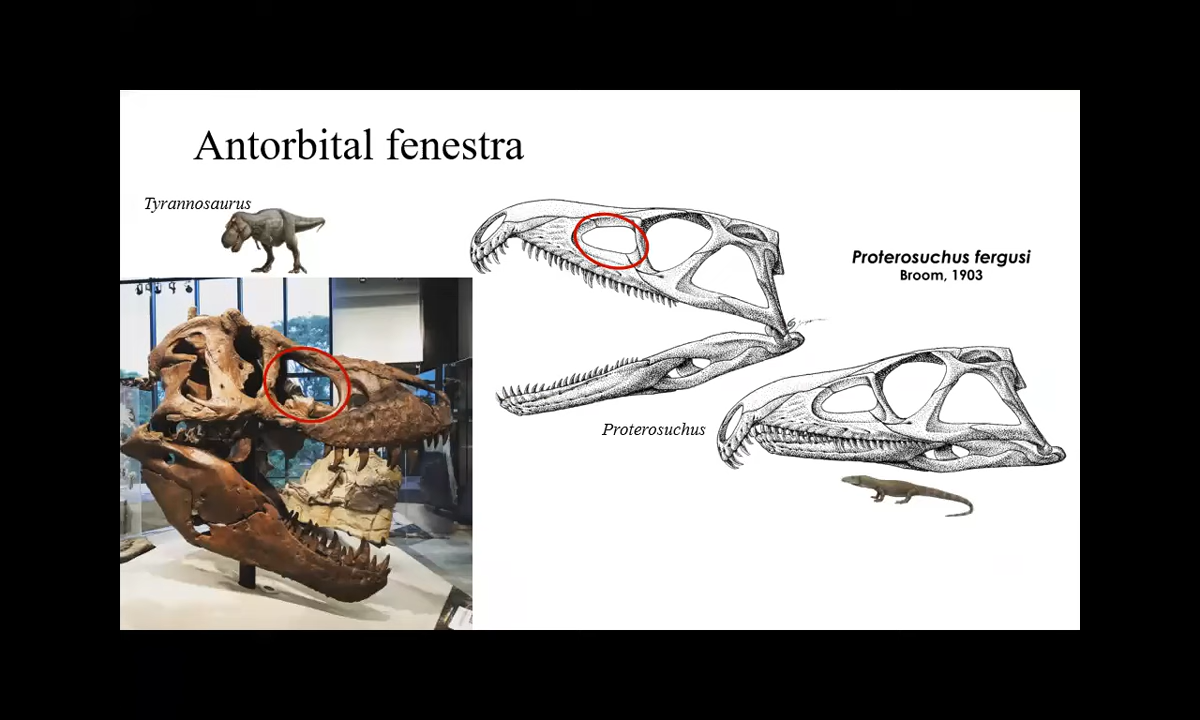 Antorbital fenestra
Tyrannosaurus
Proterosuchus fergusi
Broom, 1903
Proterosuchus